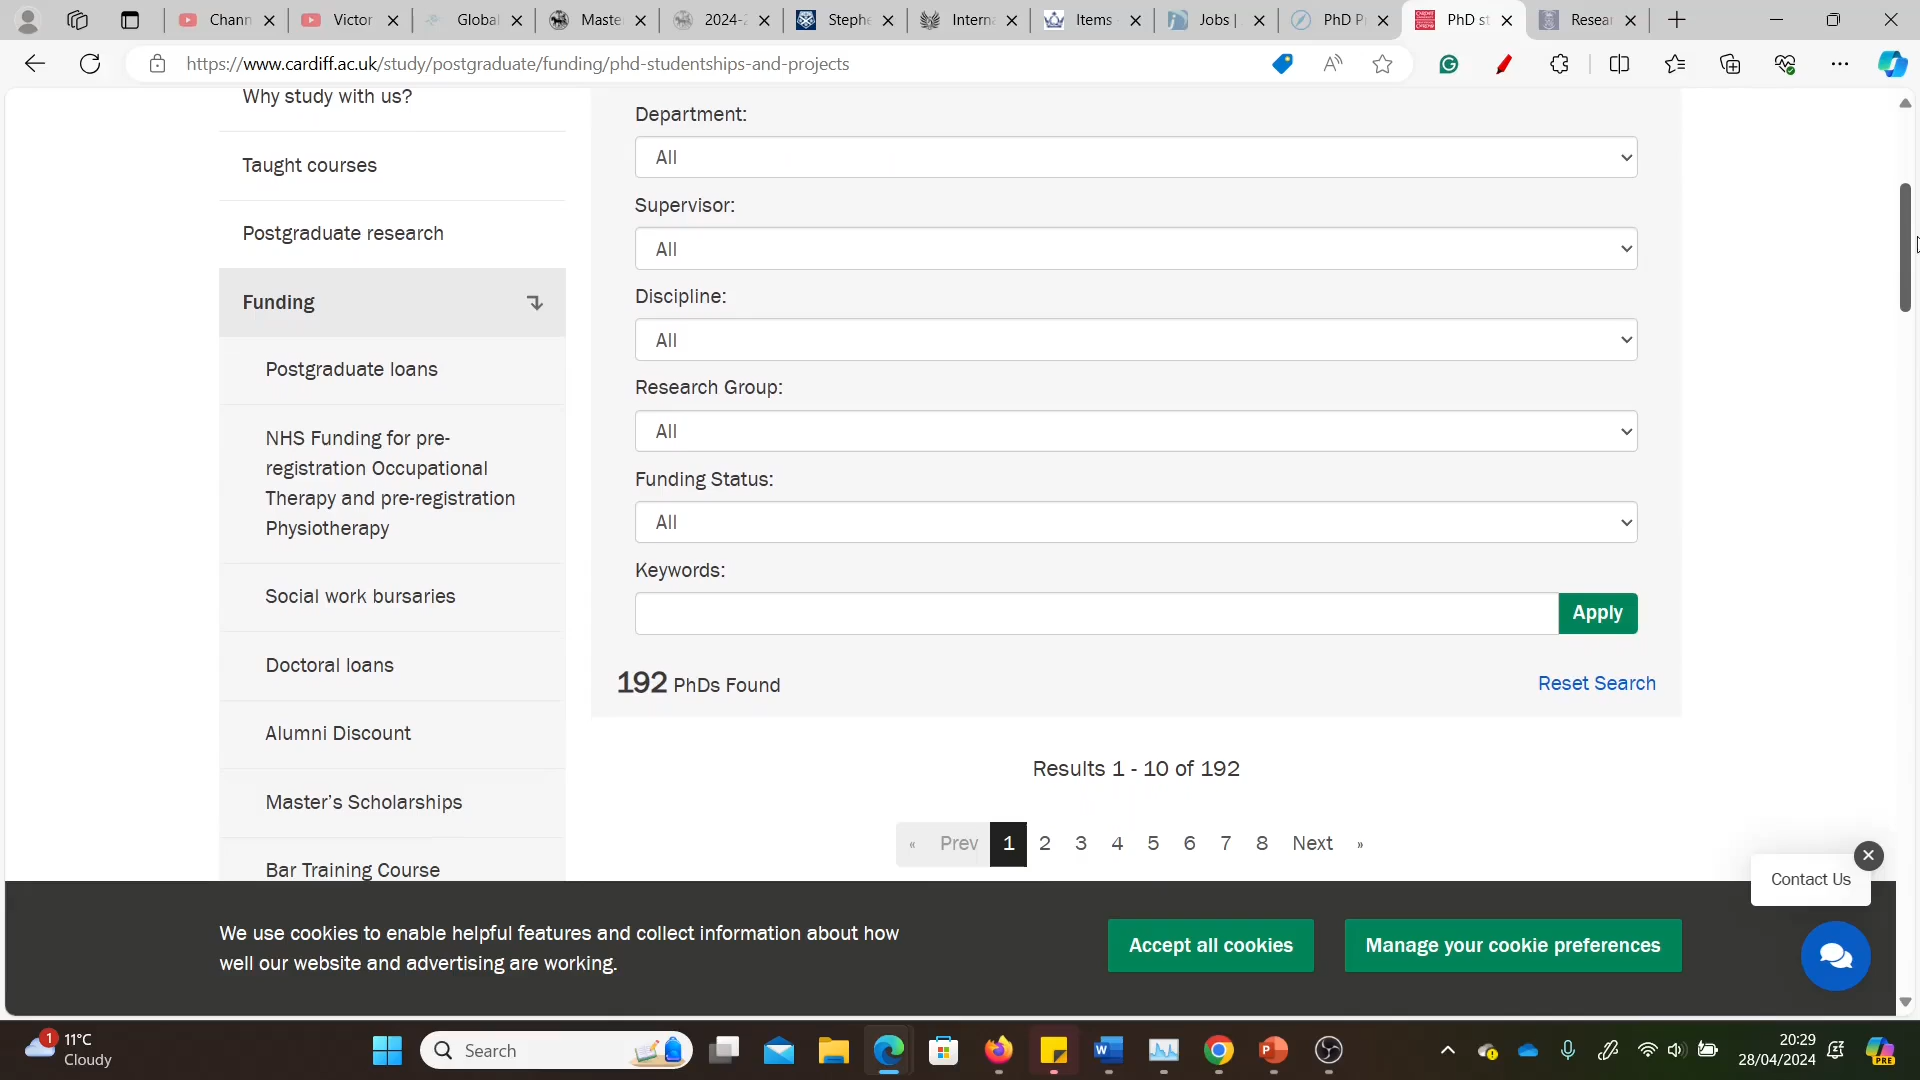 Chann
Victor
Global
Maste
2024-2
Stephe
Interna
Items
Jobs |
PhD P
PhD st
Resear
https://www.cardiff.ac.uk/study/postgraduate/funding/phd-studentships-and-projects
Why study with us?
Taught courses
Postgraduate research
Funding
Postgraduate loans
NHS Funding for pre-
registration Occupational
Therapy and pre-registration
Physiotherapy
Social work bursaries
Doctoral loans
Alumni Discount
Master's Scholarships
Bar Training Course
Department:
All
Supervisor:
All
Discipline:
All
Research Group:
All
Funding Status:
All
Keywords:
Apply
192 PhDs Found
Reset Search
Results 1 - 10 of 192
« Prev 1 2 3 4 5 6 7 8 Next »
Contact Us
We use cookies to enable helpful features and collect information about how
well our website and advertising are working.
Accept all cookies
Manage your cookie preferences
1
11°C
Cloudy
Search
20:29
28/04/2024
PRE